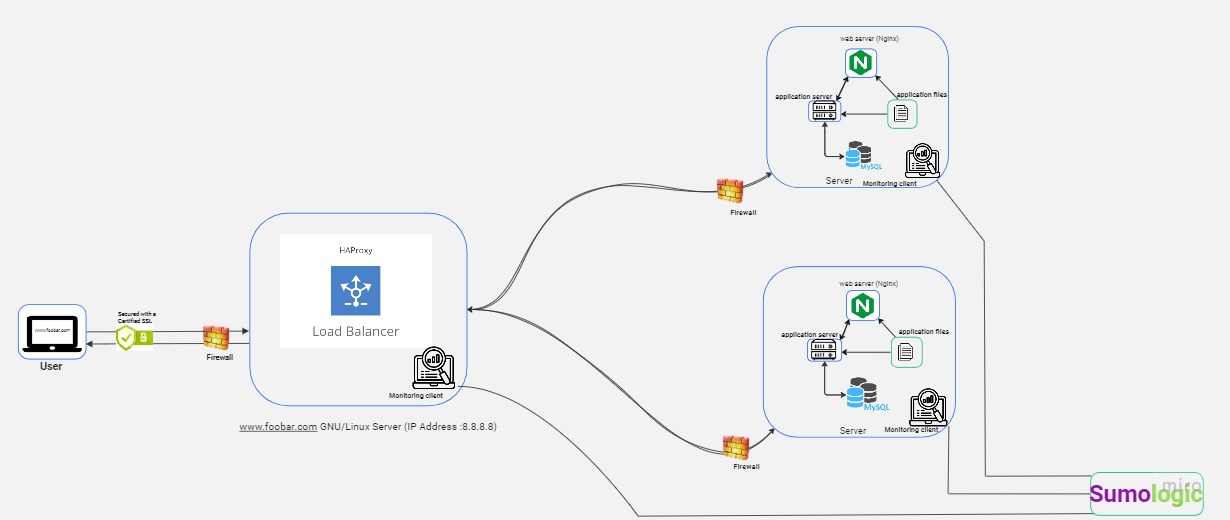 web server (Nginx)
application server
application files
MySQL
Server
Monitoring client
Firewall
HAProxy
Load Balancer
Monitoring client
www.foobar.com GNU/Linux Server (IP Address :8.8.8.8)
www.foobar.com
User
Secured with a
Certified SSL
Firewall
web server (Nginx)
application server
application files
MySQL
Server
Monitoring client
Firewall
Sumologic
miro